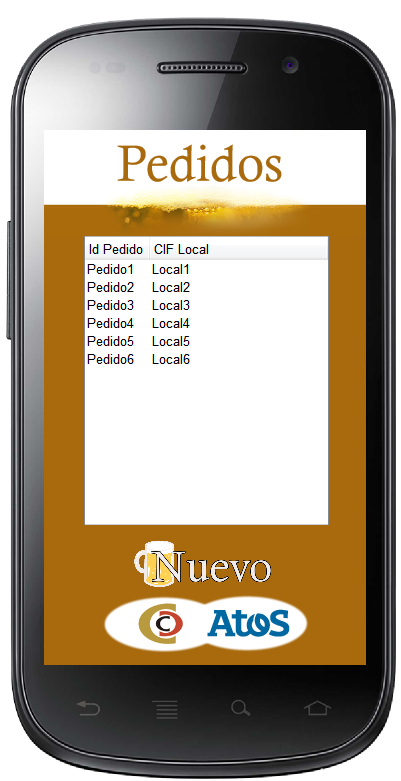 Pedidos
Id Pedido CIF Local
Pedido1 Local1
Pedido2 Local2
Pedido3 Local3
Pedido4 Local4
Pedido5 Local5
Pedido6 Local6
Nuevo
C C Atos